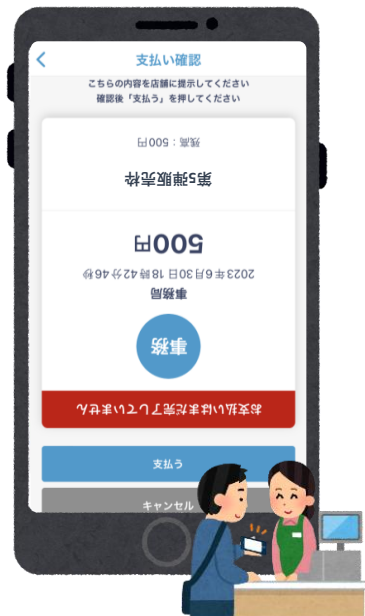 支払い確認
こちらの内容を店舗に提示してください
確認後「支払う」を押してください
お支払いはまだ完了していません
事務
事務局
2023年6月30日 18時42分46秒
500円
第5弾販売枠
残高：500円
支払う
キャンセル